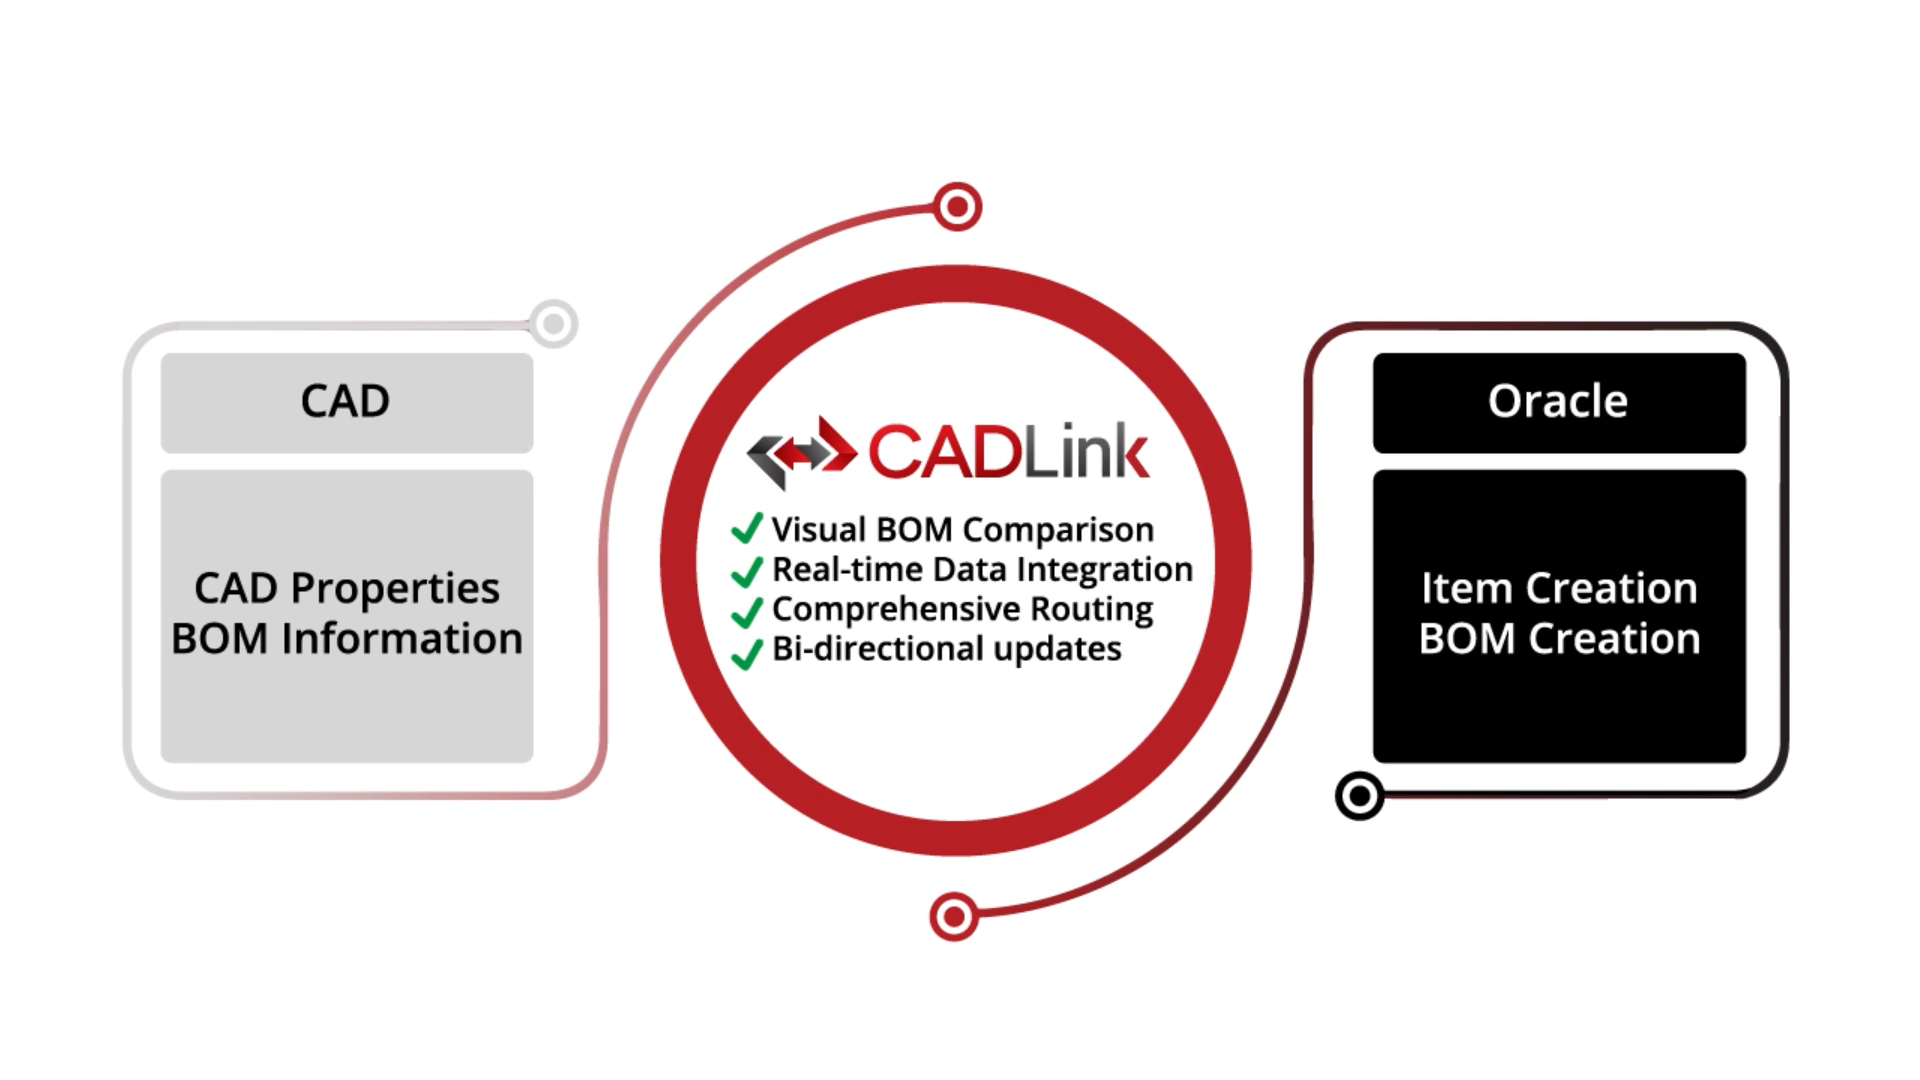 CAD
CAD Properties
BOM Information
CADLink
Visual BOM Comparison
Real-time Data Integration
Comprehensive Routing
Bi-directional updates
Oracle
Item Creation
BOM Creation